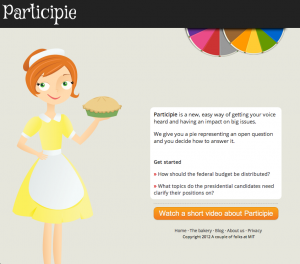 Participie
Participie is a new, easy way of getting your voice
heard and having an impact on big issues.
We give you a pie representing an open question
and you decide how to answer it.
Get started
» How should the federal budget be distributed?
» What topics do the presidential candidates need
clarify their positions on?
Watch a short video about Participie
Home · The bakery · Blog · About us · Privacy
Copyright 2012 A couple of folks at MIT